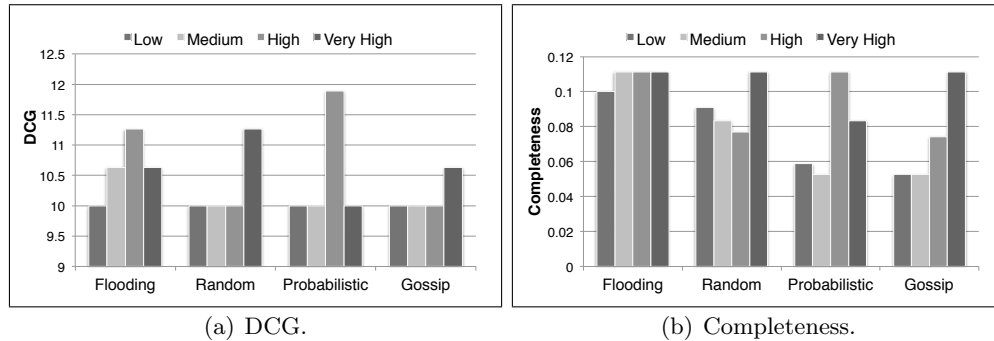 Low Medium High Very High
12.5
12
11.5
11
10.5
10
9.5
9
DCG
Flooding Random Probabilistic Gossip
(a) DCG.
Low Medium High Very High
0.12
0.1
0.08
0.06
0.04
0.02
0
Completeness
Flooding Random Probabilistic Gossip
(b) Completeness.